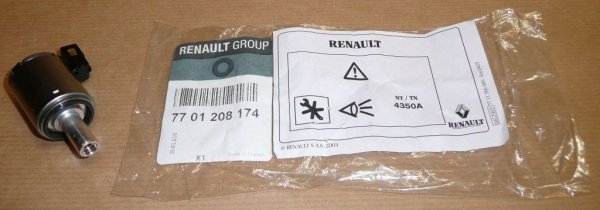 RENAULT GROUP
77 01 208 174
X1
RENAULT
NT / TN
4350A
RENAULT
© RENAULT S.A.S. 2003